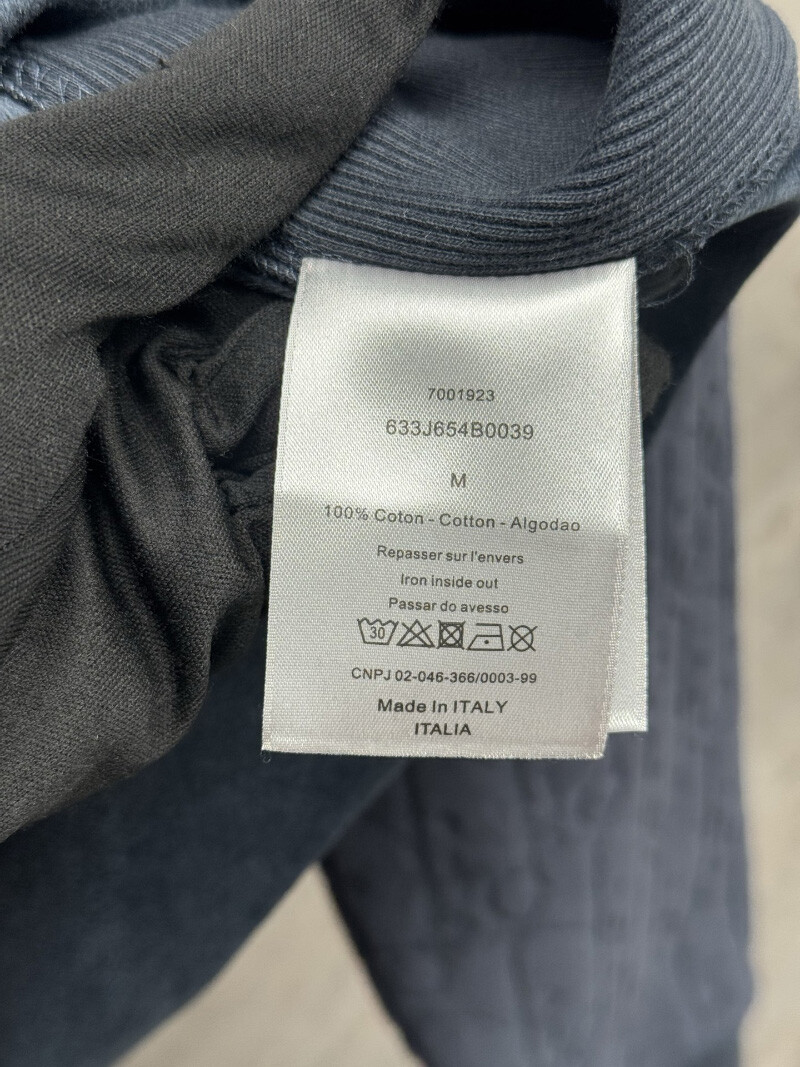 7001923
633J654B0039
M
100% Coton - Cotton - Algodao
Repasser sur l'envers
Iron inside out
Passar do avesso
30
CNPJ 02-046-366/0003-99
Made In ITALY
ITALIA